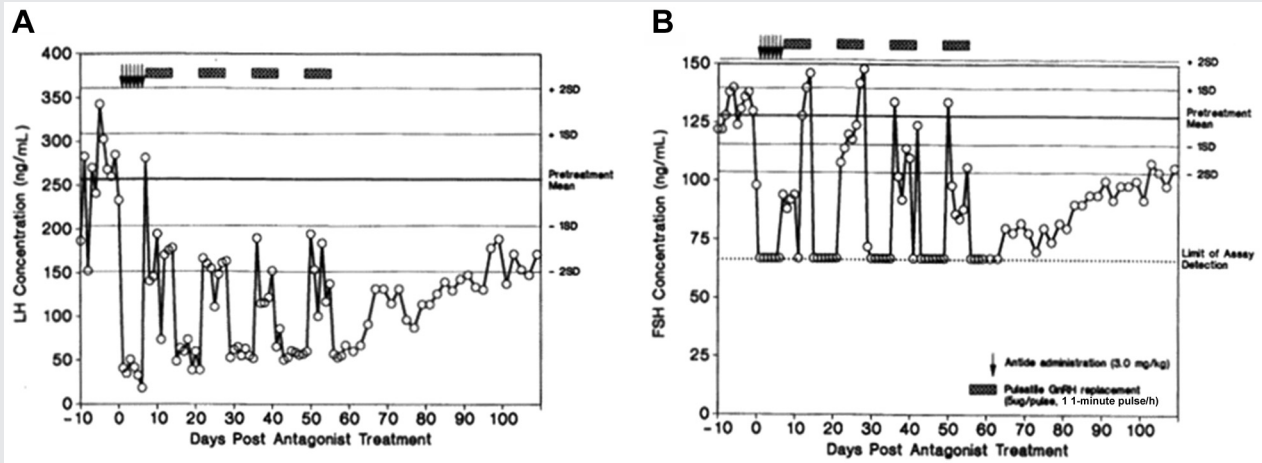 A
400
350
300
250
200
150
100
50
0
LH Concentration (ng/mL)
+ 2SD
+ 1SD
Pretreatment
Mean
- 1SD
- 2SD
-10 0 10 20 30 40 50 60 70 80 90 100
Days Post Antagonist Treatment
B
150
125
100
75
50
25
0
FSH Concentration (ng/mL)
+ 2SD
+ 1SD
Pretreatment
Mean
- 1SD
- 2SD
Limit of Assay
Detection
Antide administration (3.0 mg/kg)
Pulsatile GnRH replacement
(5ug/pulse, 1 1-minute pulse/h)
-10 0 10 20 30 40 50 60 70 80 90 100
Days Post Antagonist Treatment